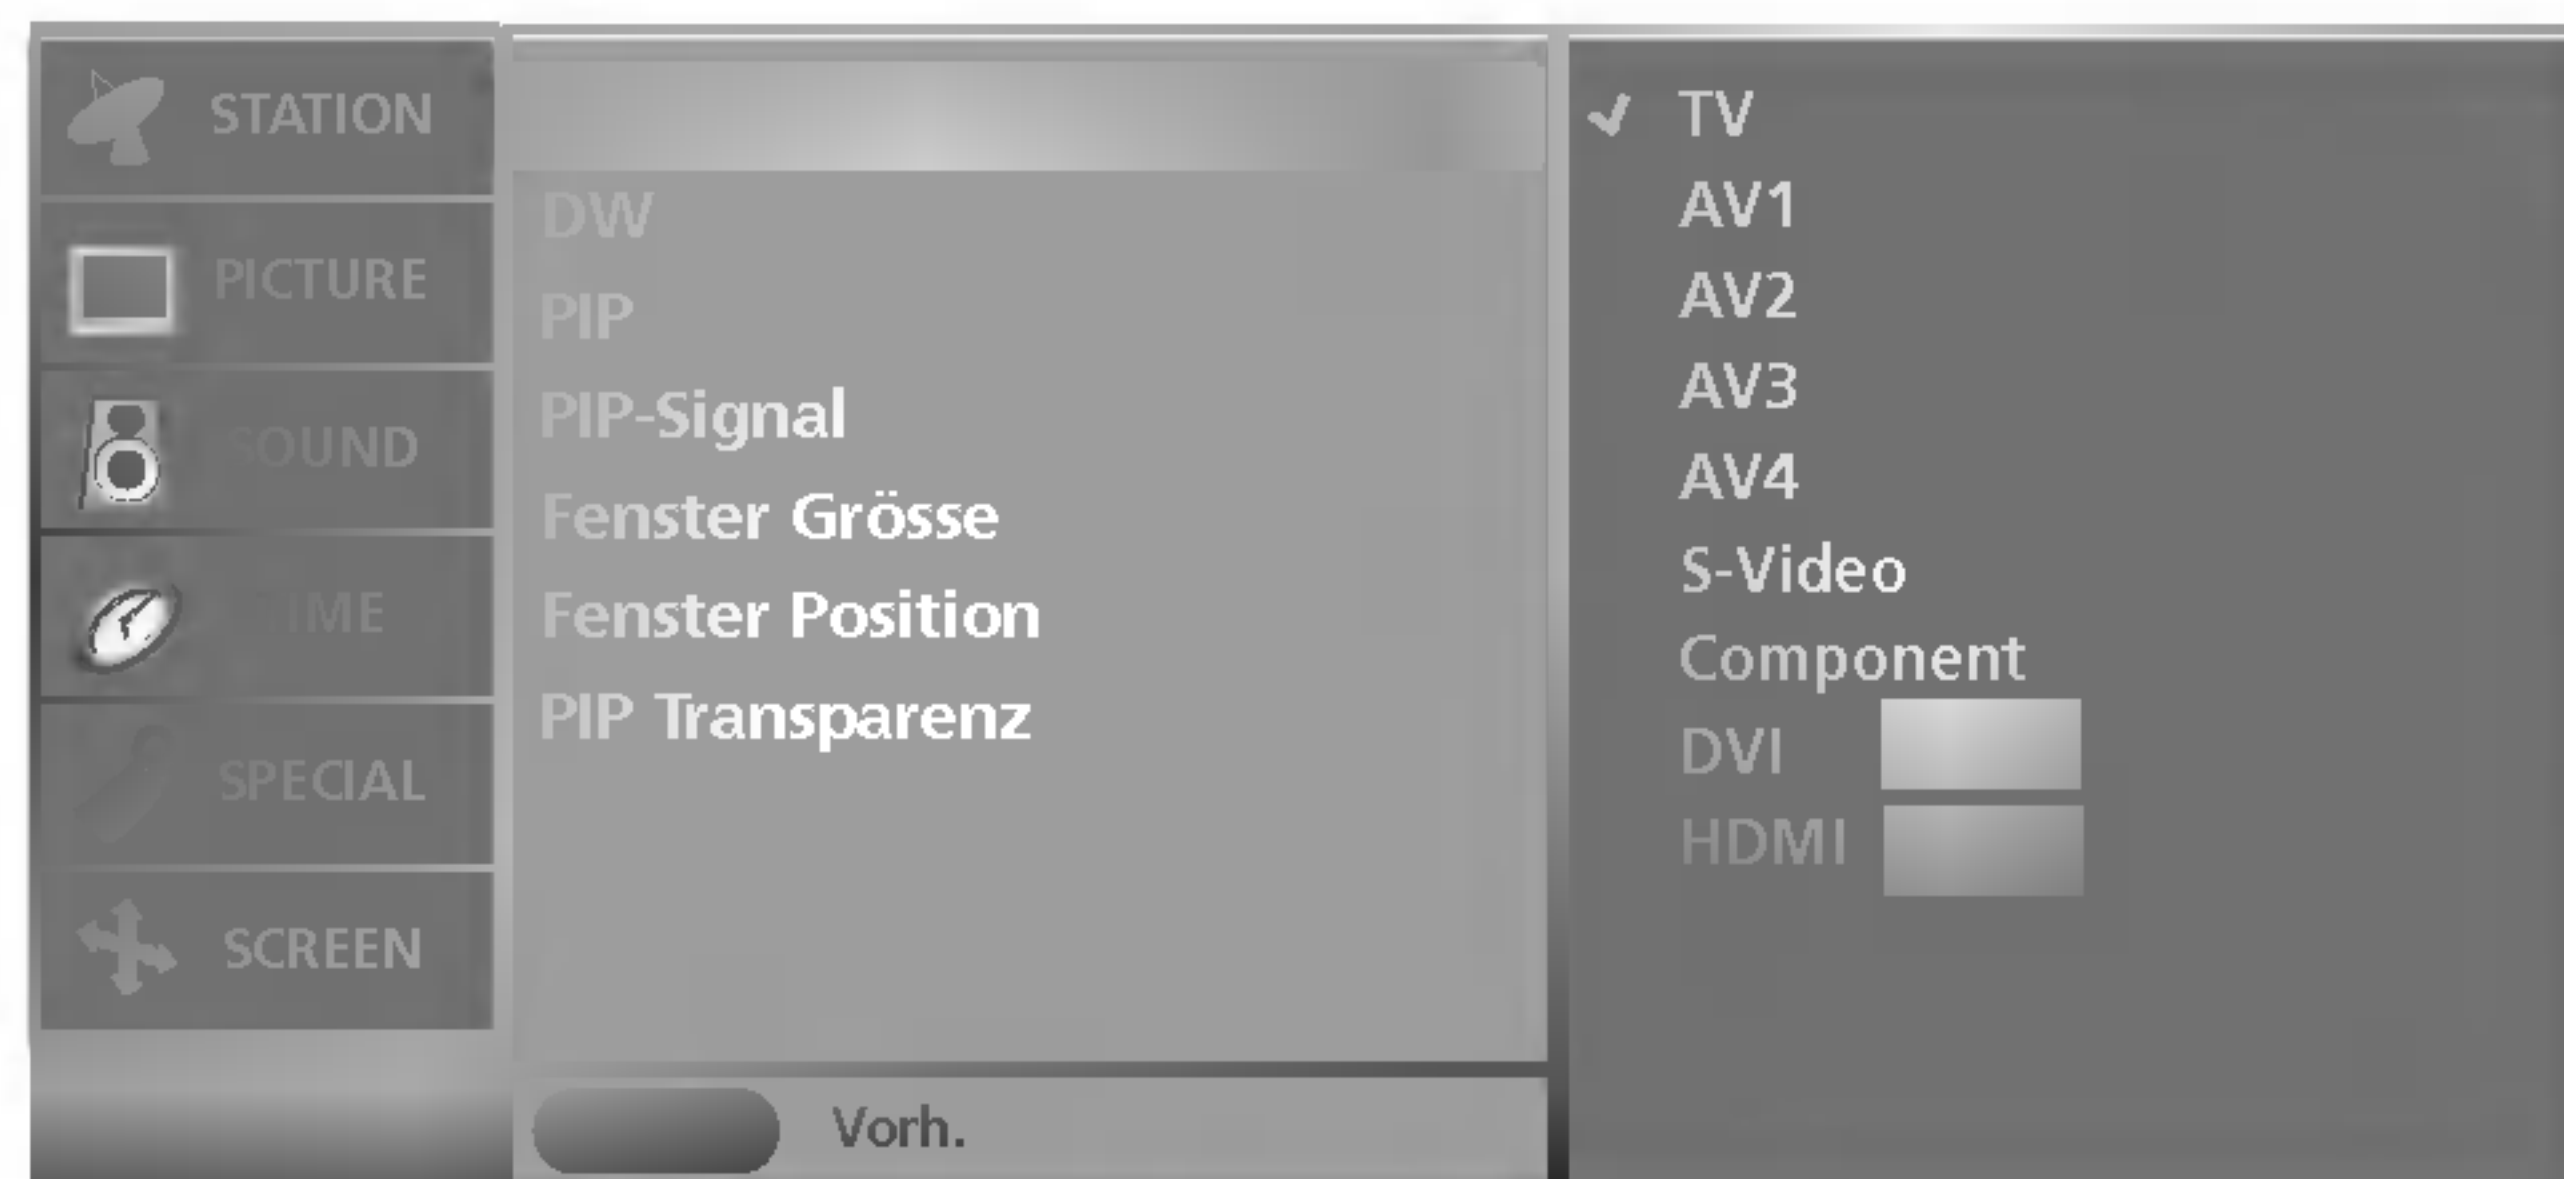 STATION
PICTURE
SOUND
TIME
SPECIAL
SCREEN
DW
PIP
PIP-Signal
Fenster Grösse
Fenster Position
PIP Transparenz
Vorh.
TV
AV1
AV2
AV3
AV4
S-Video
Component
DVI
HDMI